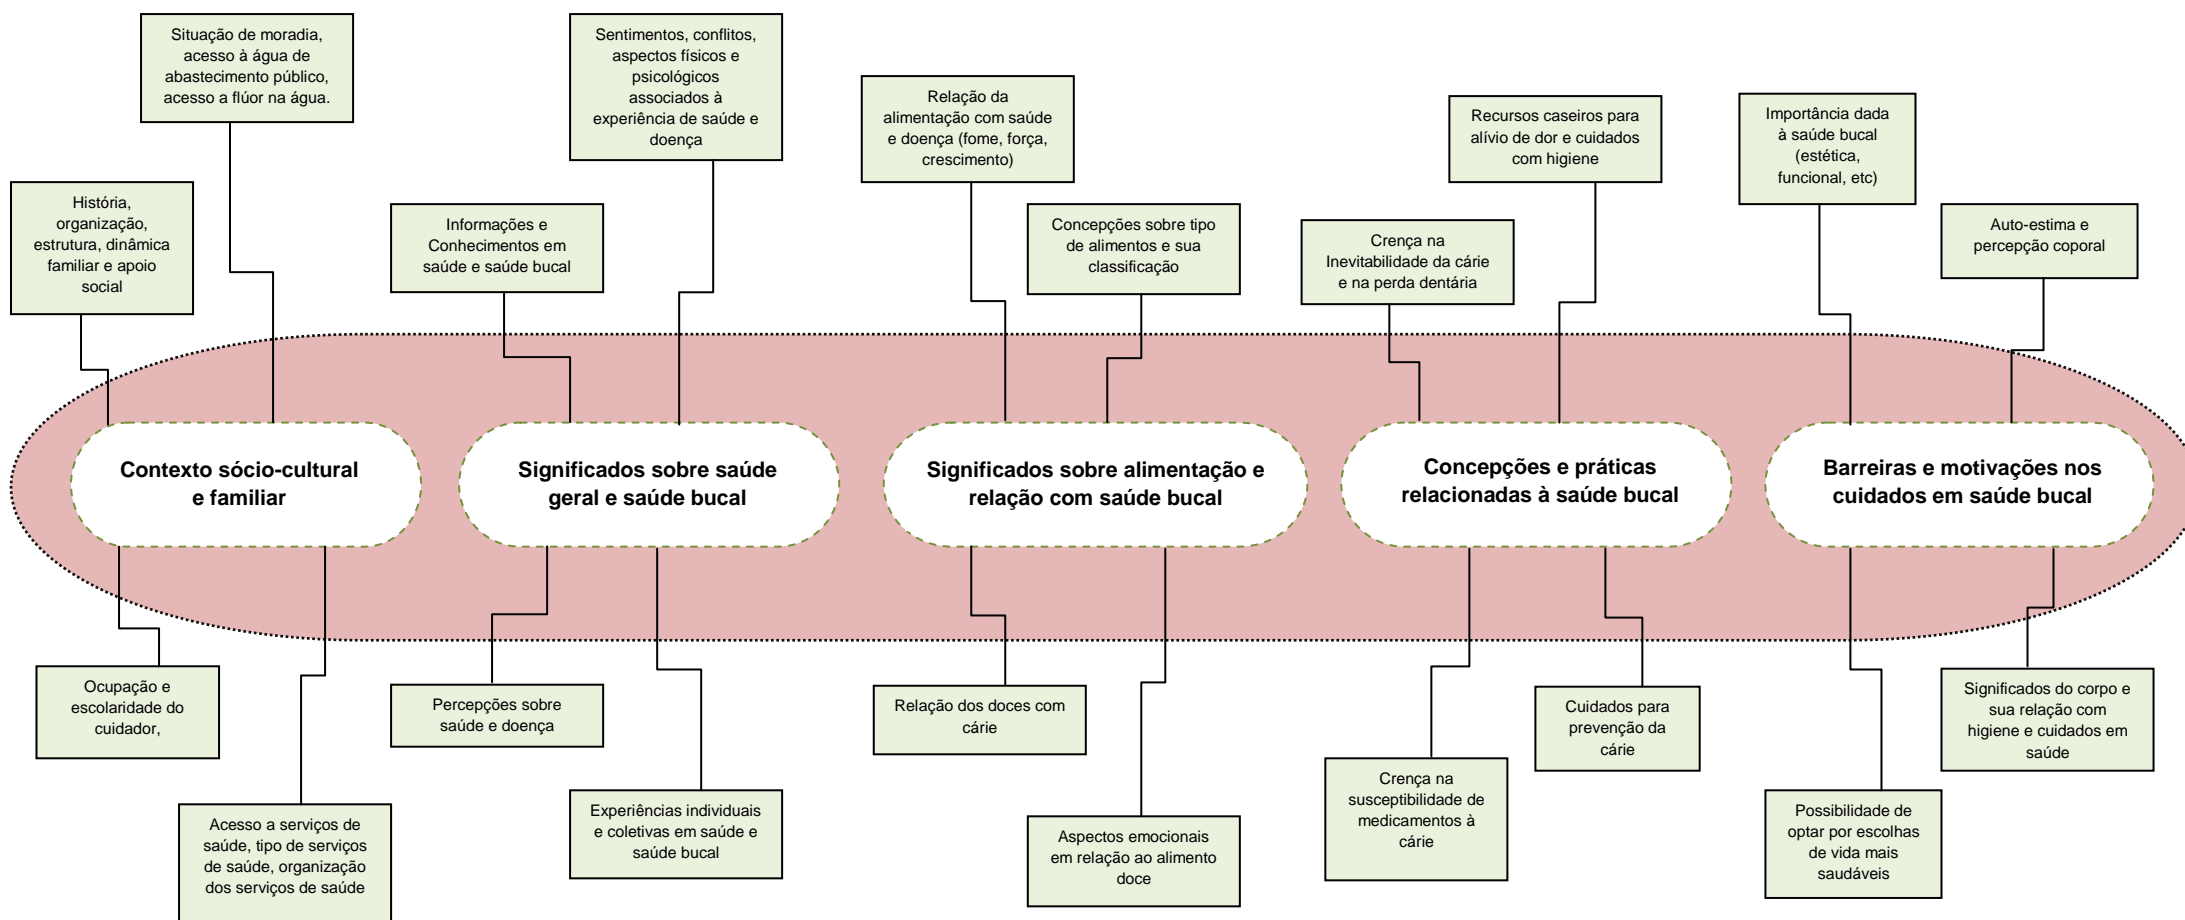 Situação de moradia,
acesso à água de
abastecimento público,
acesso a flúor na água.
Sentimentos, conflitos,
aspectos físicos e
psicológicos
associados à
experiência de saúde e
doença
Relação da
alimentação com saúde
e doença (fome, força,
crescimento)
Recursos caseiros para
alívio de dor e cuidados
com higiene
Importância dada
à saúde bucal
(estética,
funcional, etc)
História,
organização,
estrutura, dinâmica
familiar e apoio
social
Informações e
Conhecimentos em
saúde e saúde bucal
Concepções sobre tipo
de alimentos e sua
classificação
Crença na
Inevitabilidade da cárie
e na perda dentária
Auto-estima e
percepção coporal
Contexto sócio-cultural
e familiar
Significados sobre saúde
geral e saúde bucal
Significados sobre alimentação e
relação com saúde bucal
Concepções e práticas
relacionadas à saúde bucal
Barreiras e motivações nos
cuidados em saúde bucal
Ocupação e
escolaridade do
cuidador,
Percepções sobre
saúde e doença
Relação dos doces com
cárie
Cuidados para
prevenção da
cárie
Significados do corpo e
sua relação com
higiene e cuidados em
saúde
Acesso a serviços de
saúde, tipo de serviços
de saúde, organização
dos serviços de saúde
Experiências individuais
e coletivas em saúde e
saúde bucal
Aspectos emocionais
em relação ao alimento
doce
Crença na
susceptibilidade de
medicamentos à
cárie
Possibilidade de
optar por escolhas
de vida mais
saudáveis